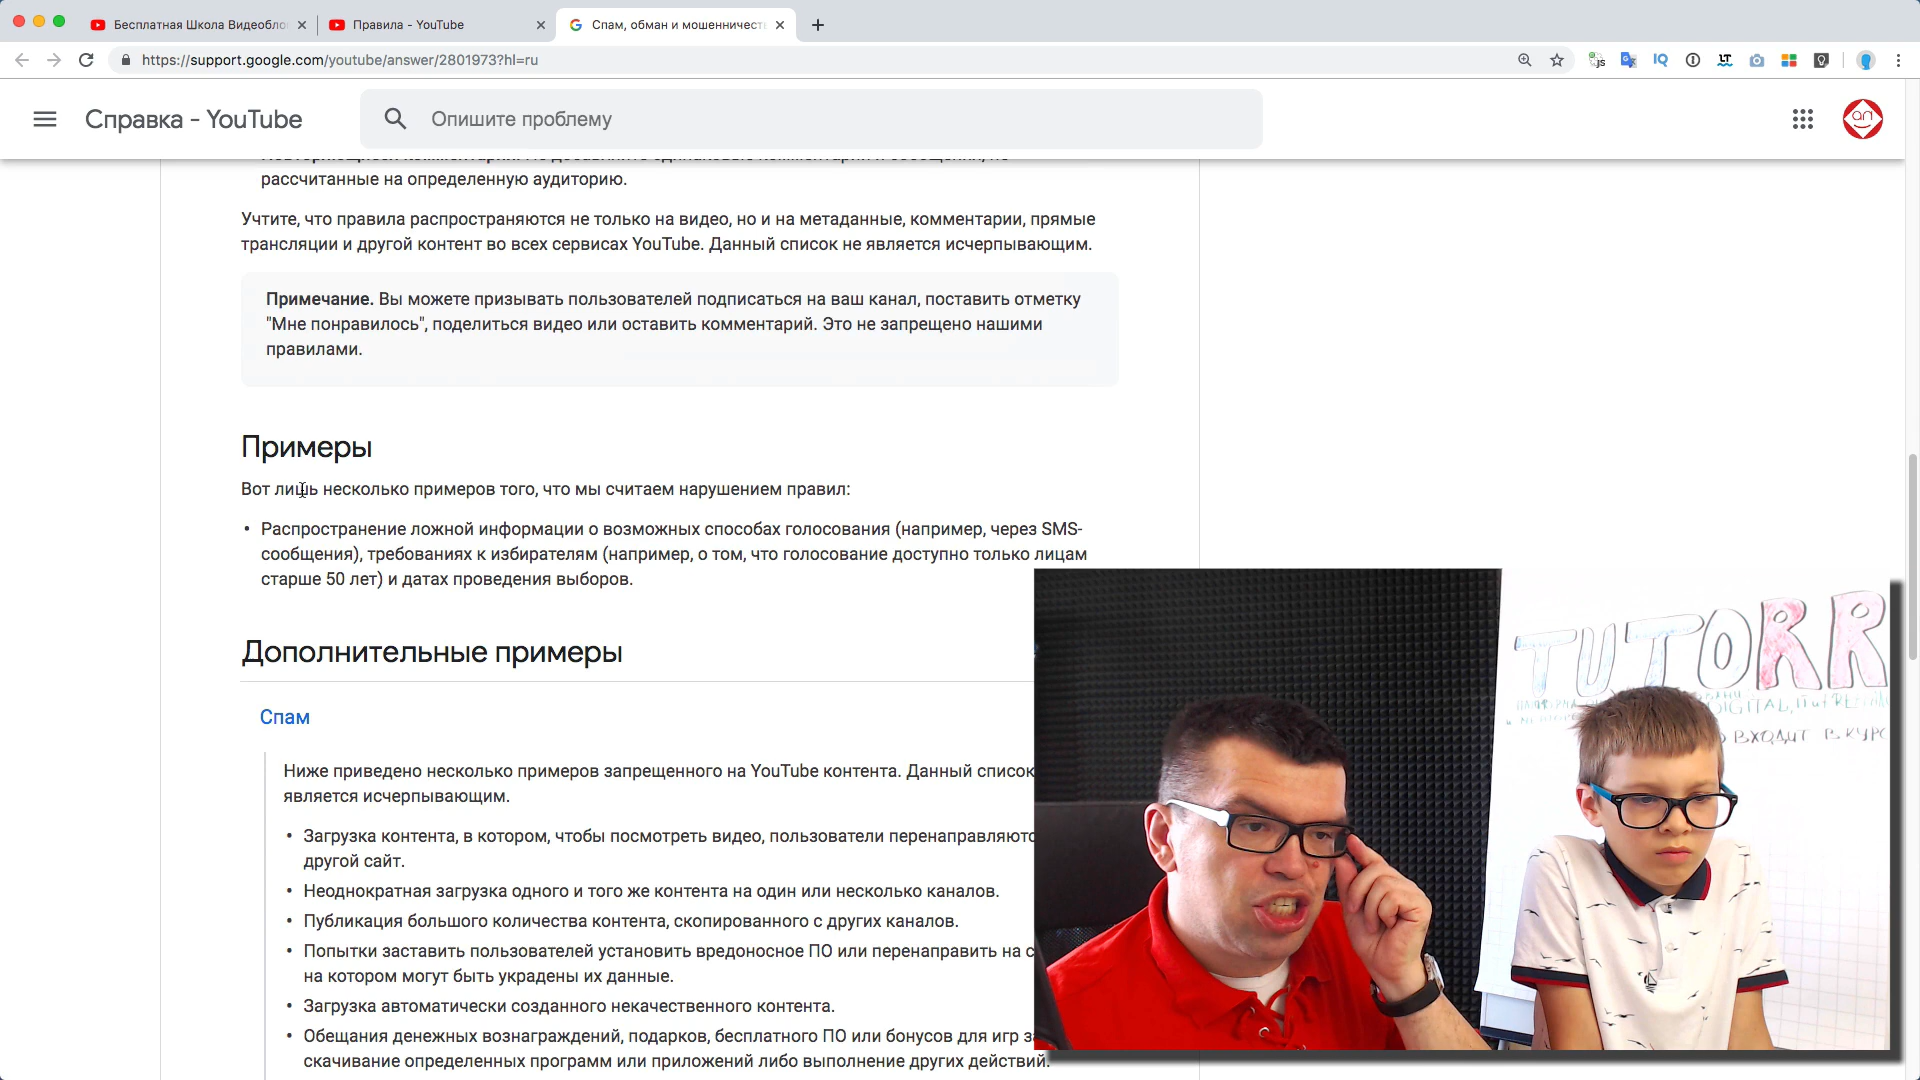 Бесплатная Школа Видеобло
Правила - YouTube
Спам, обман и мошенничест
https://support.google.com/youtube/answer/2801973?hl=ru
Справка - YouTube
Опишите проблему
рассчитанные на определенную аудиторию.
Учтите, что правила распространяются не только на видео, но и на метаданные, комментарии, прямые
трансляции и другой контент во всех сервисах YouTube. Данный список не является исчерпывающим.
Примечание. Вы можете призывать пользователей подписаться на ваш канал, поставить отметку
"Мне понравилось", поделиться видео или оставить комментарий. Это не запрещено нашими
правилами.
Примеры
Вот лишь несколько примеров того, что мы считаем нарушением правил:
• Распространение ложной информации о возможных способах голосования (например, через SMS-
сообщения), требованиях к избирателям (например, о том, что голосование доступно только лицам
старше 50 лет) и датах проведения выборов.
Дополнительные примеры
Спам
Ниже приведено несколько примеров запрещенного на YouTube контента. Данный список
является исчерпывающим.
• Загрузка контента, в котором, чтобы посмотреть видео, пользователи перенаправляютс
другой сайт.
• Неоднократная загрузка одного и того же контента на один или несколько каналов.
• Публикация большого количества контента, скопированного с других каналов.
• Попытки заставить пользователей установить вредоносное ПО или перенаправить на с
на котором могут быть украдены их данные.
• Загрузка автоматически созданного некачественного контента.
• Обещания денежных вознаграждений, подарков, бесплатного ПО или бонусов для игр за
скачивание определенных программ или приложений либо выполнение других действий.
TUTORR
DIGITAL, IT
ВХОДИТ В КУРС